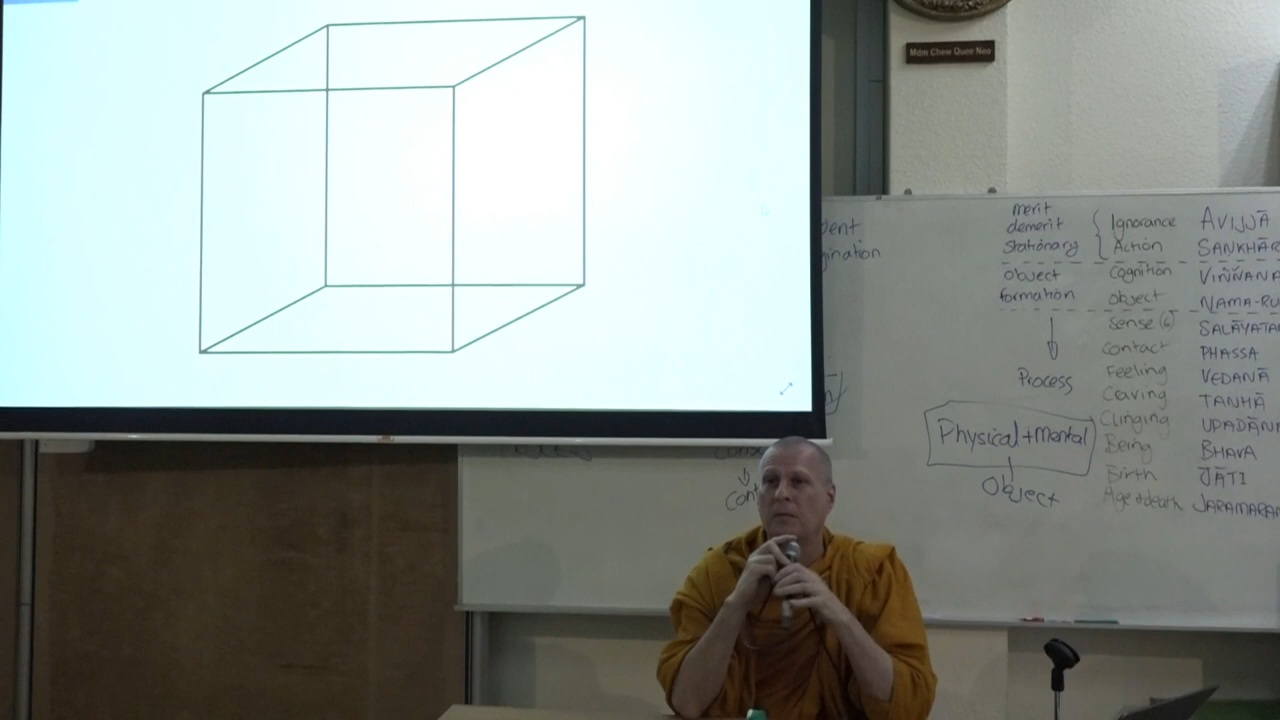 Mdm Chew Quee Neo
merit
demerit
stationary
{ Ignorance AVIJJĀ
Action SANKHĀR
object
formation
Cognition VIÑÑANA
object NAMA-RU
Sense (6) SALĀYATA
Contact PHASSA
Feeling VEDANĀ
Craving TANHĀ
Clinging UPADĀN
Being BHAVA
Birth JĀTI
Age + death JARAMARA
Process
Physical + Mental
Object